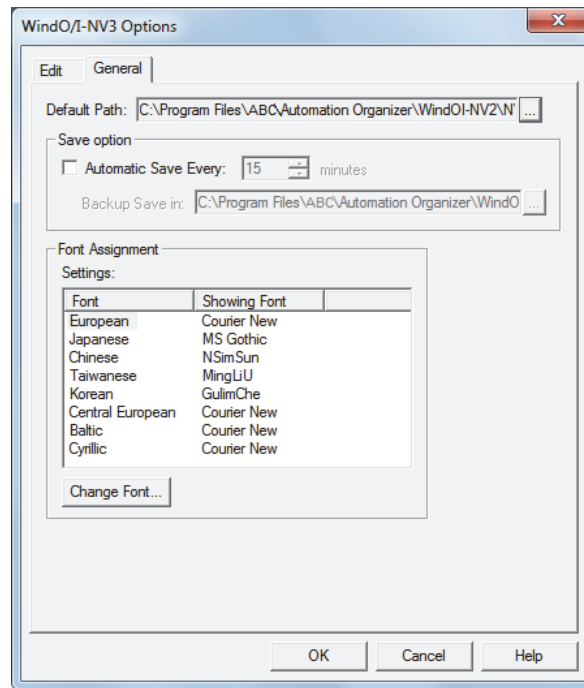 WindO/I-NV3 Options
Edit General
Default Path: C:\Program Files\ABC\Automation Organizer\WindOI-NV2\N ...
Save option
Automatic Save Every: 15 minutes
Backup Save in: C:\Program Files\ABC\Automation Organizer\WindO ...
Font Assignment
Settings:
Font Showing Font
European Courier New
Japanese MS Gothic
Chinese NSimSun
Taiwanese MingLiU
Korean GulimChe
Central European Courier New
Baltic Courier New
Cyrillic Courier New
Change Font...
OK Cancel Help